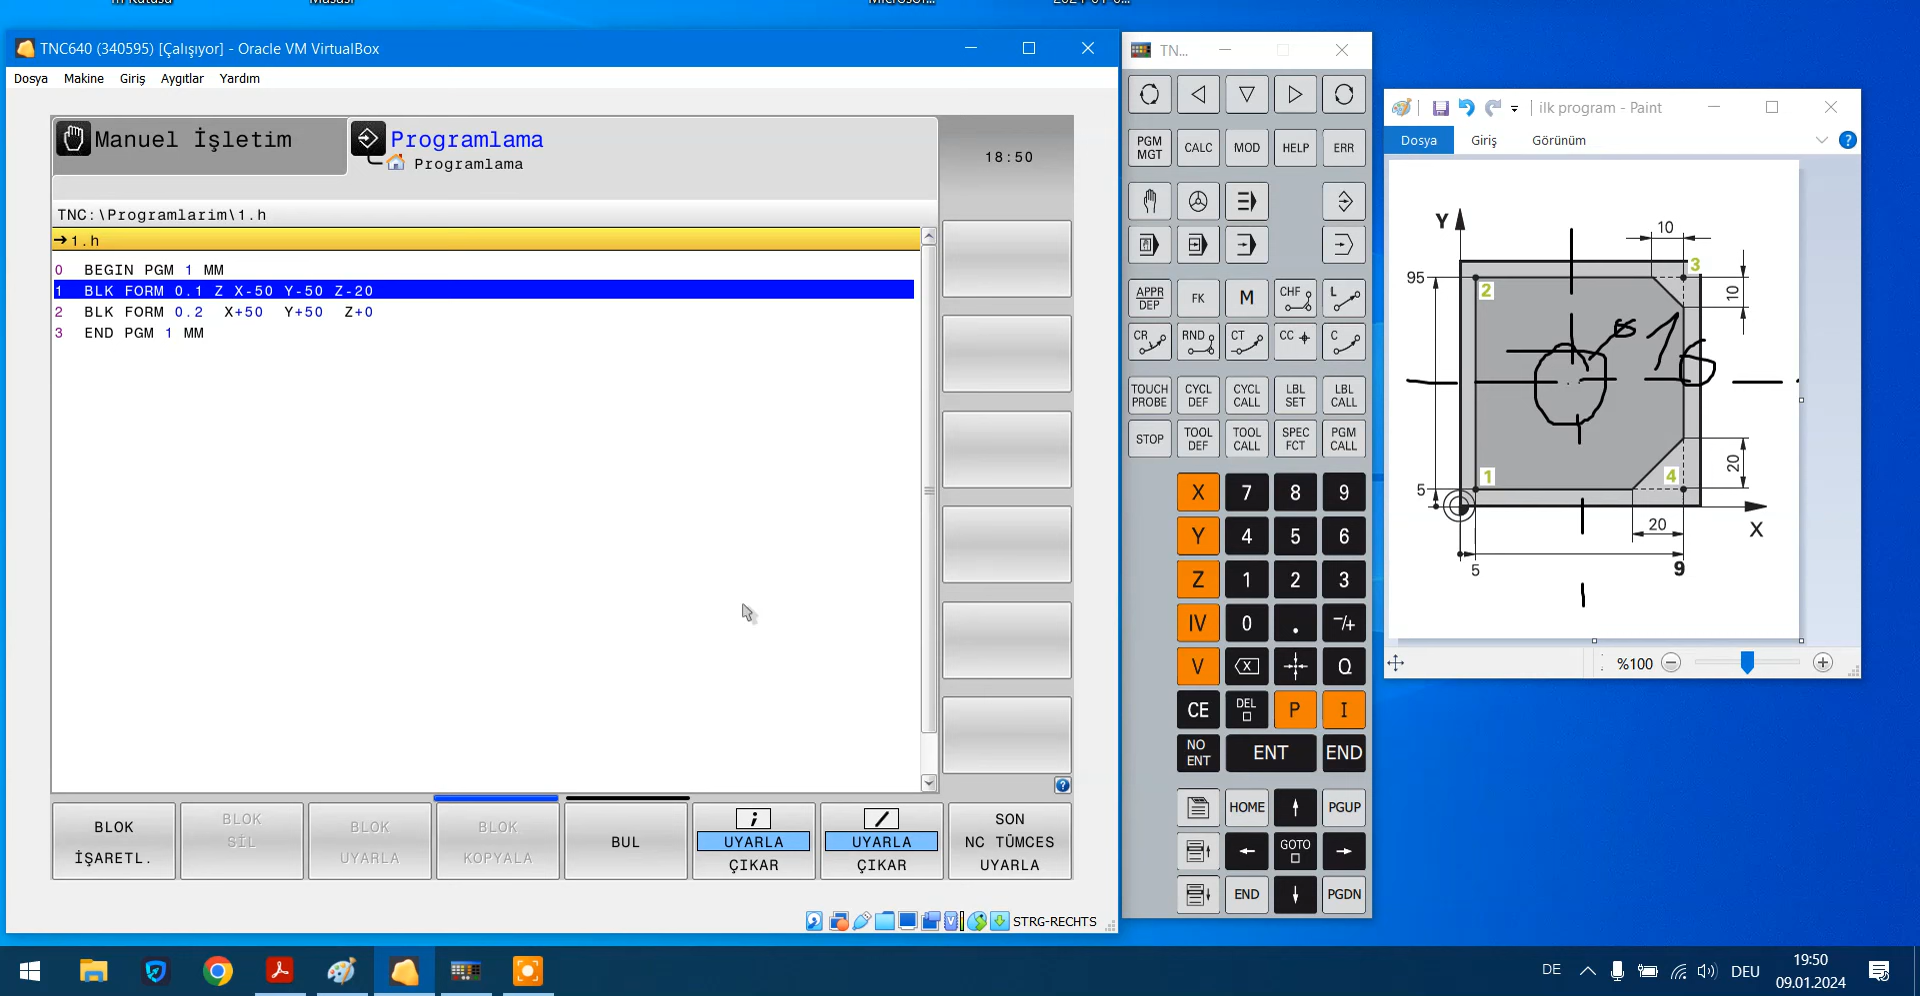 TNC640 (340595) [Çalışıyor] - Oracle VM VirtualBox
Dosya Makine Giriş Aygıtlar Yardım
Manuel İşletim
Programlama
Programlama
18:50
TNC:\Programlarim\1.h
1.h
0 BEGIN PGM 1 MM
1 BLK FORM 0.1 Z X-50 Y-50 Z-20
2 BLK FORM 0.2 X+50 Y+50 Z+0
3 END PGM 1 MM
BLOK İŞARETL.
BLOK SİL
BLOK UYARLA
BLOK KOPYALA
BUL
; UYARLA ÇIKAR
/ UYARLA ÇIKAR
SON NC TÜMCES UYARLA
STRG-RECHTS
TN...
PGM MGT CALC MOD HELP ERR
APPR DEP FK M CHF L
CR RND CT CC C
TOUCH PROBE CYCL DEF CYCL CALL LBL SET LBL CALL
STOP TOOL DEF TOOL CALL SPEC FCT PGM CALL
X 7 8 9
Y 4 5 6
Z 1 2 3
IV 0 . -/+
V X Q
CE DEL P I
NO ENT ENT END
HOME PGUP
GOTO
END PGDN
ilk program - Paint
Dosya Giriş Görünüm
Y 10
95 2 3 10
1 4 20
5
20 X
5 9
%100
DE DEU
19:50
09.01.2024